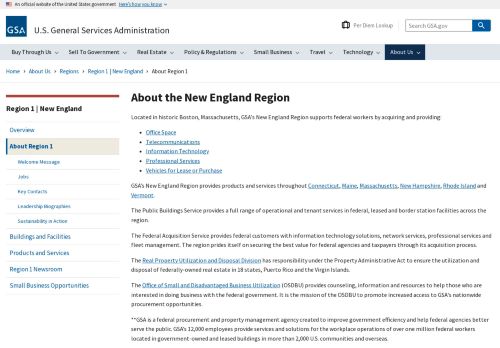 An official website of the United States government Here's how you know
GSA
U.S. General Services Administration
Per Diem Lookup
Search GSA.gov
Buy Through Us
Sell To Government
Real Estate
Policy & Regulations
Small Business
Travel
Technology
About Us
Home › About Us › Regions › Region 1 | New England › About Region 1
Region 1 | New England
Overview
About Region 1
Welcome Message
Jobs
Key Contacts
Leadership Biographies
Sustainability in Action
Buildings and Facilities
Products and Services
Region 1 Newsroom
Small Business Opportunities
About the New England Region
Located in historic Boston, Massachusetts, GSA's New England Region supports federal workers by acquiring and providing:
Office Space
Telecommunications
Information Technology
Professional Services
Vehicles for Lease or Purchase
GSA's New England Region provides products and services throughout Connecticut, Maine, Massachusetts, New Hampshire, Rhode Island and
Vermont.
The Public Buildings Service provides a full range of operational and tenant services in federal, leased and border station facilities across the
region.
The Federal Acquisition Service provides federal customers with information technology solutions, network services, professional services and
fleet management. The region prides itself on securing the best value for federal agencies and taxpayers through its acquisition process.
The Real Property Utilization and Disposal Division has responsibility under the Property Administrative Act to ensure the utilization and
disposal of federally-owned real estate in 18 states, Puerto Rico and the Virgin Islands.
The Office of Small and Disadvantaged Business Utilization (OSDBU) provides counseling, information and resources to help those who are
interested in doing business with the federal government. It is the mission of the OSDBU to promote increased access to GSA's nationwide
procurement opportunities.
**GSA is a federal procurement and property management agency created to improve government efficiency and help federal agencies better
serve the public. GSA's 12,000 employees provide services and solutions for the workplace operations of over one million federal workers
located in government-owned and leased buildings in more than 2,000 U.S. communities and overseas.